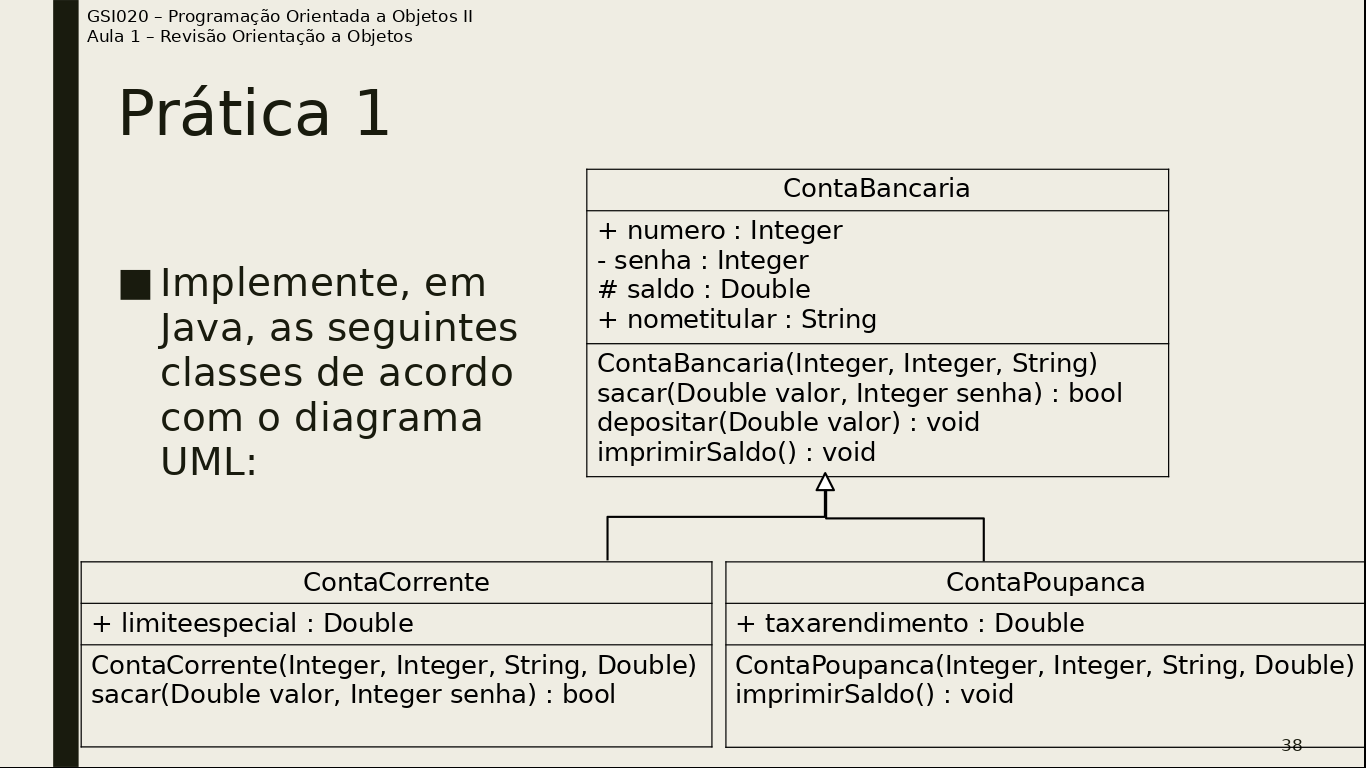 GSI020 – Programação Orientada a Objetos II
Aula 1 – Revisão Orientação a Objetos
Prática 1
■ Implemente, em
Java, as seguintes
classes de acordo
com o diagrama
UML:
ContaBancaria
+ numero : Integer
- senha : Integer
# saldo : Double
+ nometitular : String
ContaBancaria(Integer, Integer, String)
sacar(Double valor, Integer senha) : bool
depositar(Double valor) : void
imprimirSaldo() : void
ContaCorrente
+ limiteespecial : Double
ContaCorrente(Integer, Integer, String, Double)
sacar(Double valor, Integer senha) : bool
ContaPoupanca
+ taxarendimento : Double
ContaPoupanca(Integer, Integer, String, Double)
imprimirSaldo() : void
38